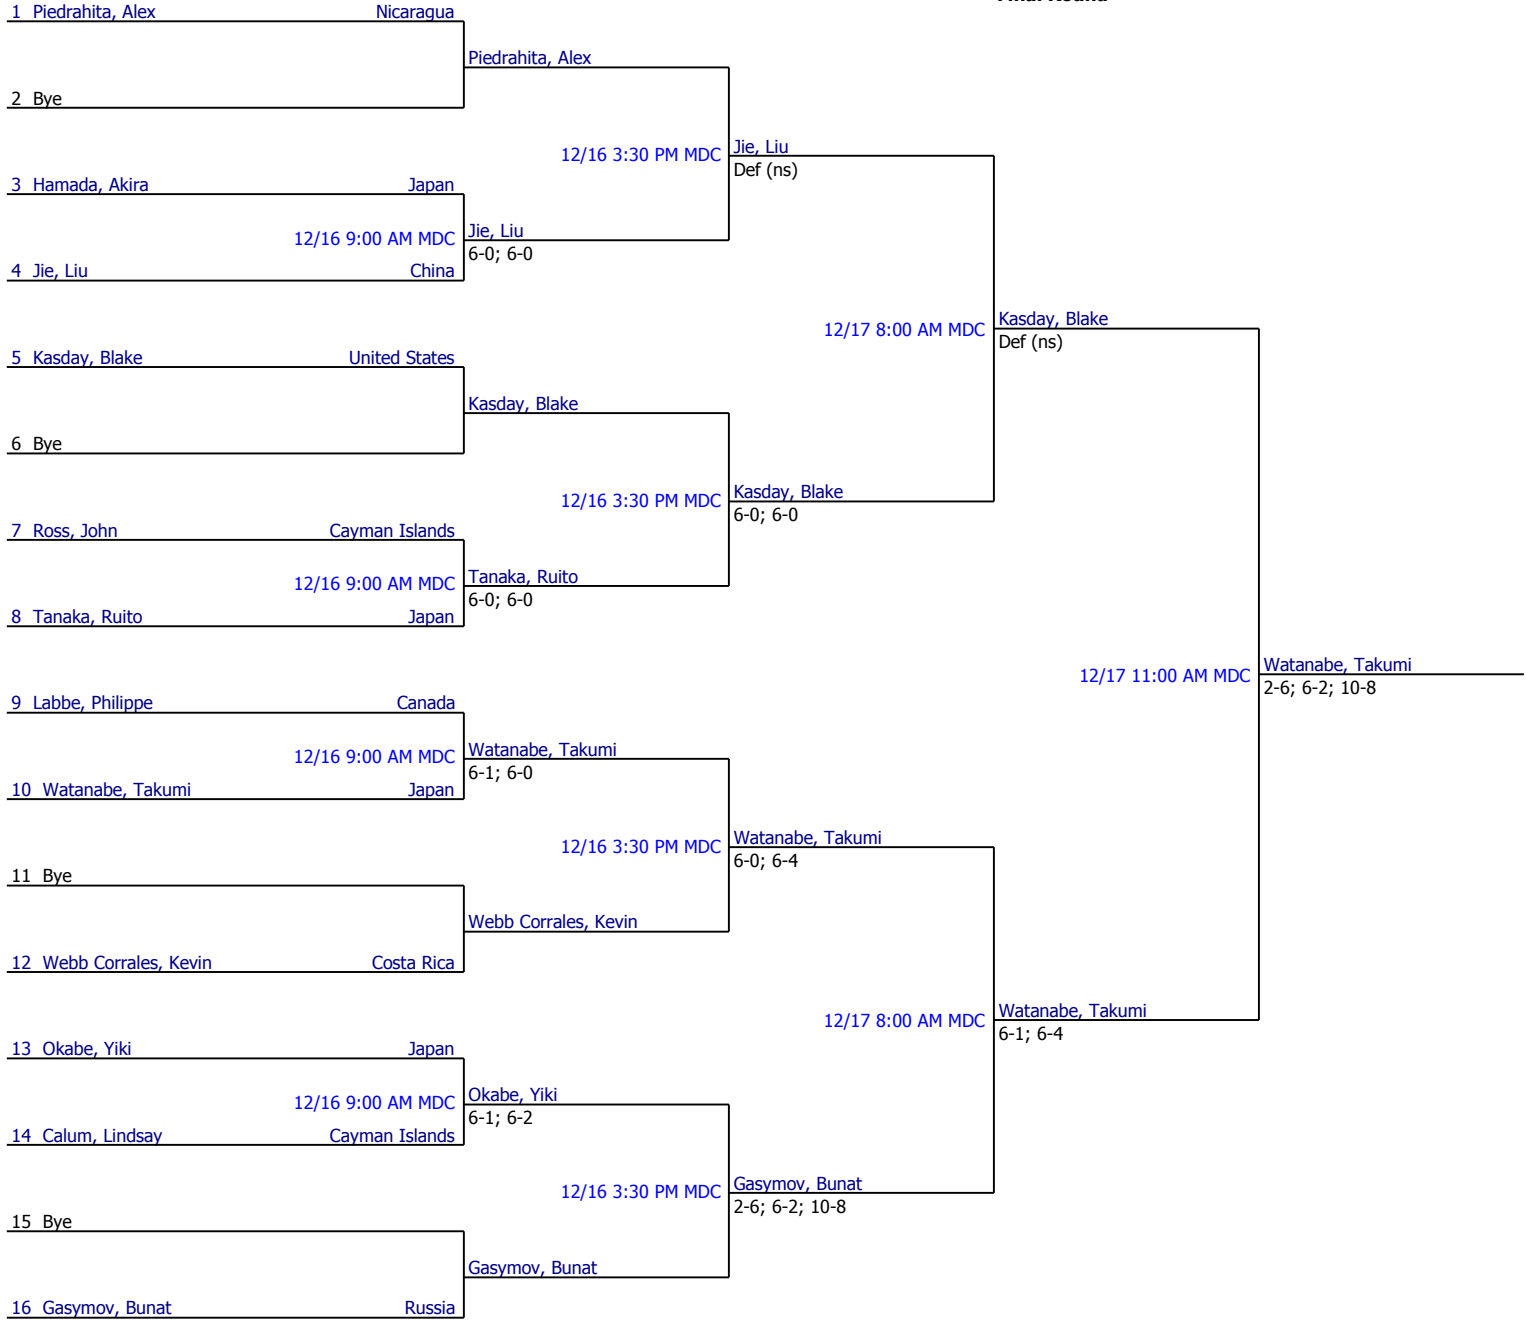 1 Piedrahita, Alex Nicaragua
Piedrahita, Alex
2 Bye
12/16 3:30 PM MDC Jie, Liu
Def (ns)
3 Hamada, Akira Japan
12/16 9:00 AM MDC Jie, Liu
6-0; 6-0
4 Jie, Liu China
12/17 8:00 AM MDC Kasday, Blake
Def (ns)
5 Kasday, Blake United States
Kasday, Blake
6 Bye
12/16 3:30 PM MDC Kasday, Blake
6-0; 6-0
7 Ross, John Cayman Islands
12/16 9:00 AM MDC Tanaka, Ruito
6-0; 6-0
8 Tanaka, Ruito Japan
12/17 11:00 AM MDC Watanabe, Takumi
2-6; 6-2; 10-8
9 Labbe, Philippe Canada
12/16 9:00 AM MDC Watanabe, Takumi
6-1; 6-0
10 Watanabe, Takumi Japan
12/16 3:30 PM MDC Watanabe, Takumi
6-0; 6-4
11 Bye
Webb Corrales, Kevin
12 Webb Corrales, Kevin Costa Rica
12/17 8:00 AM MDC Watanabe, Takumi
6-1; 6-4
13 Okabe, Yiki Japan
12/16 9:00 AM MDC Okabe, Yiki
6-1; 6-2
14 Calum, Lindsay Cayman Islands
12/16 3:30 PM MDC Gasymov, Bunat
2-6; 6-2; 10-8
15 Bye
Gasymov, Bunat
16 Gasymov, Bunat Russia